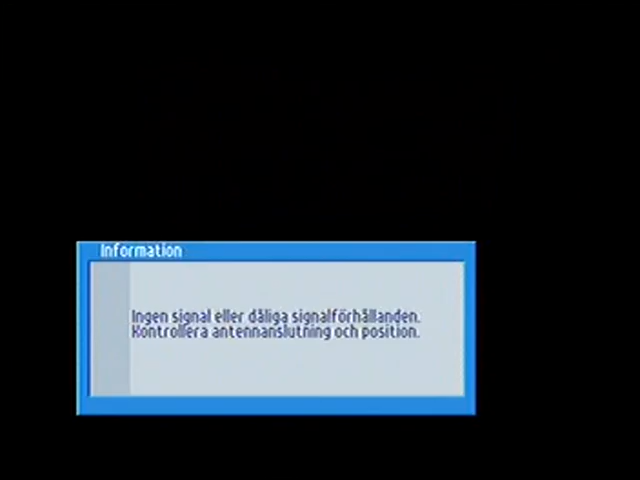 Information
Ingen signal eller dåliga signalförhållanden.
Kontrollera antennanslutning och position.